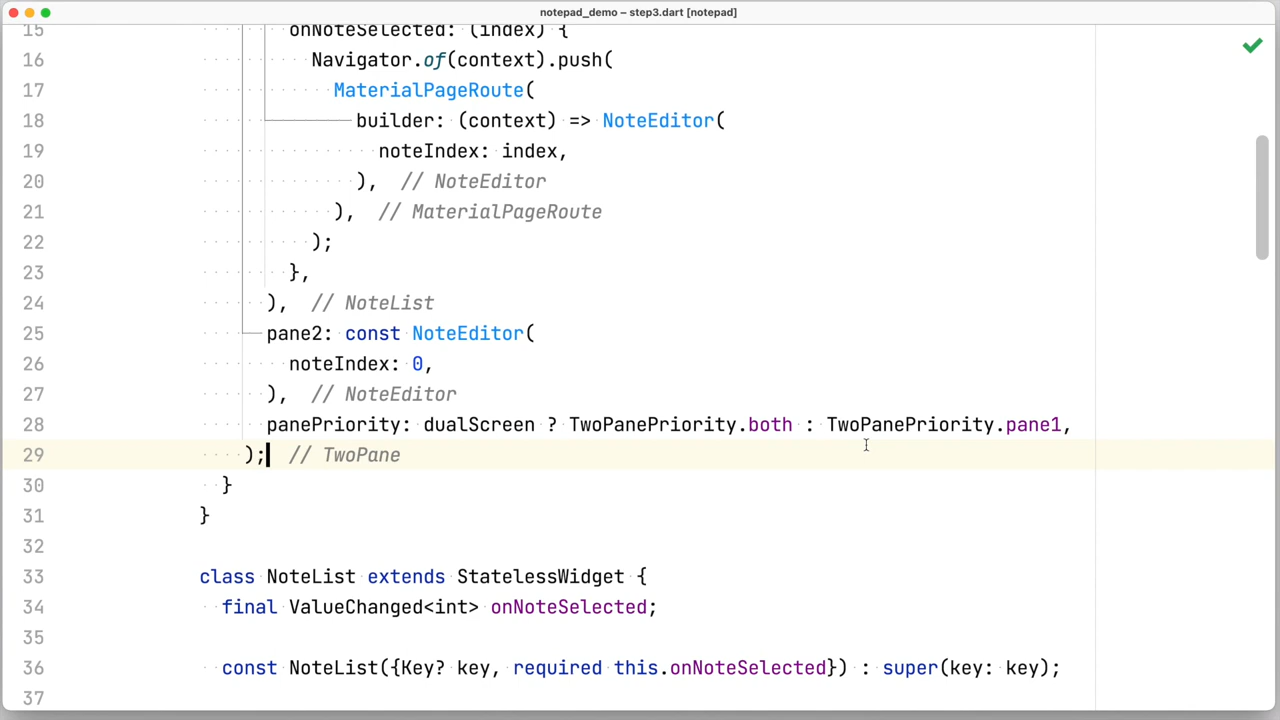 notepad_demo – step3.dart [notepad]
15 onNoteSelected: (index) {
16 Navigator.of(context).push(
17 MaterialPageRoute(
18 builder: (context) => NoteEditor(
19 noteIndex: index,
20 ), // NoteEditor
21 ), // MaterialPageRoute
22 );
23 },
24 ), // NoteList
25 pane2: const NoteEditor(
26 noteIndex: 0,
27 ), // NoteEditor
28 panePriority: dualScreen ? TwoPanePriority.both : TwoPanePriority.pane1,
29 ); // TwoPane
30 }
31 }
32
33 class NoteList extends StatelessWidget {
34 final ValueChanged<int> onNoteSelected;
35
36 const NoteList({Key? key, required this.onNoteSelected}) : super(key: key);
37